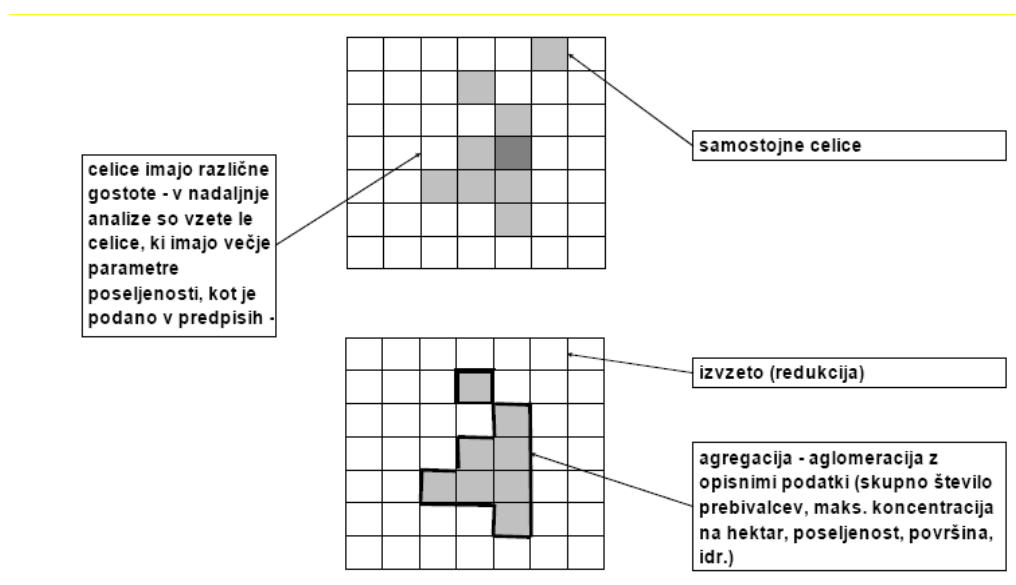 samostojne celice
celice imajo različne
gostote - v nadaljnje
analize so vzete le
celice, ki imajo večje
parametre
poseljenosti, kot je
podano v predpisih -
izvzeto (redukcija)
agregacija - aglomeracija z
opisnimi podatki (skupno število
prebivalcev, maks. koncentracija
na hektar, poseljenost, površina,
idr.)